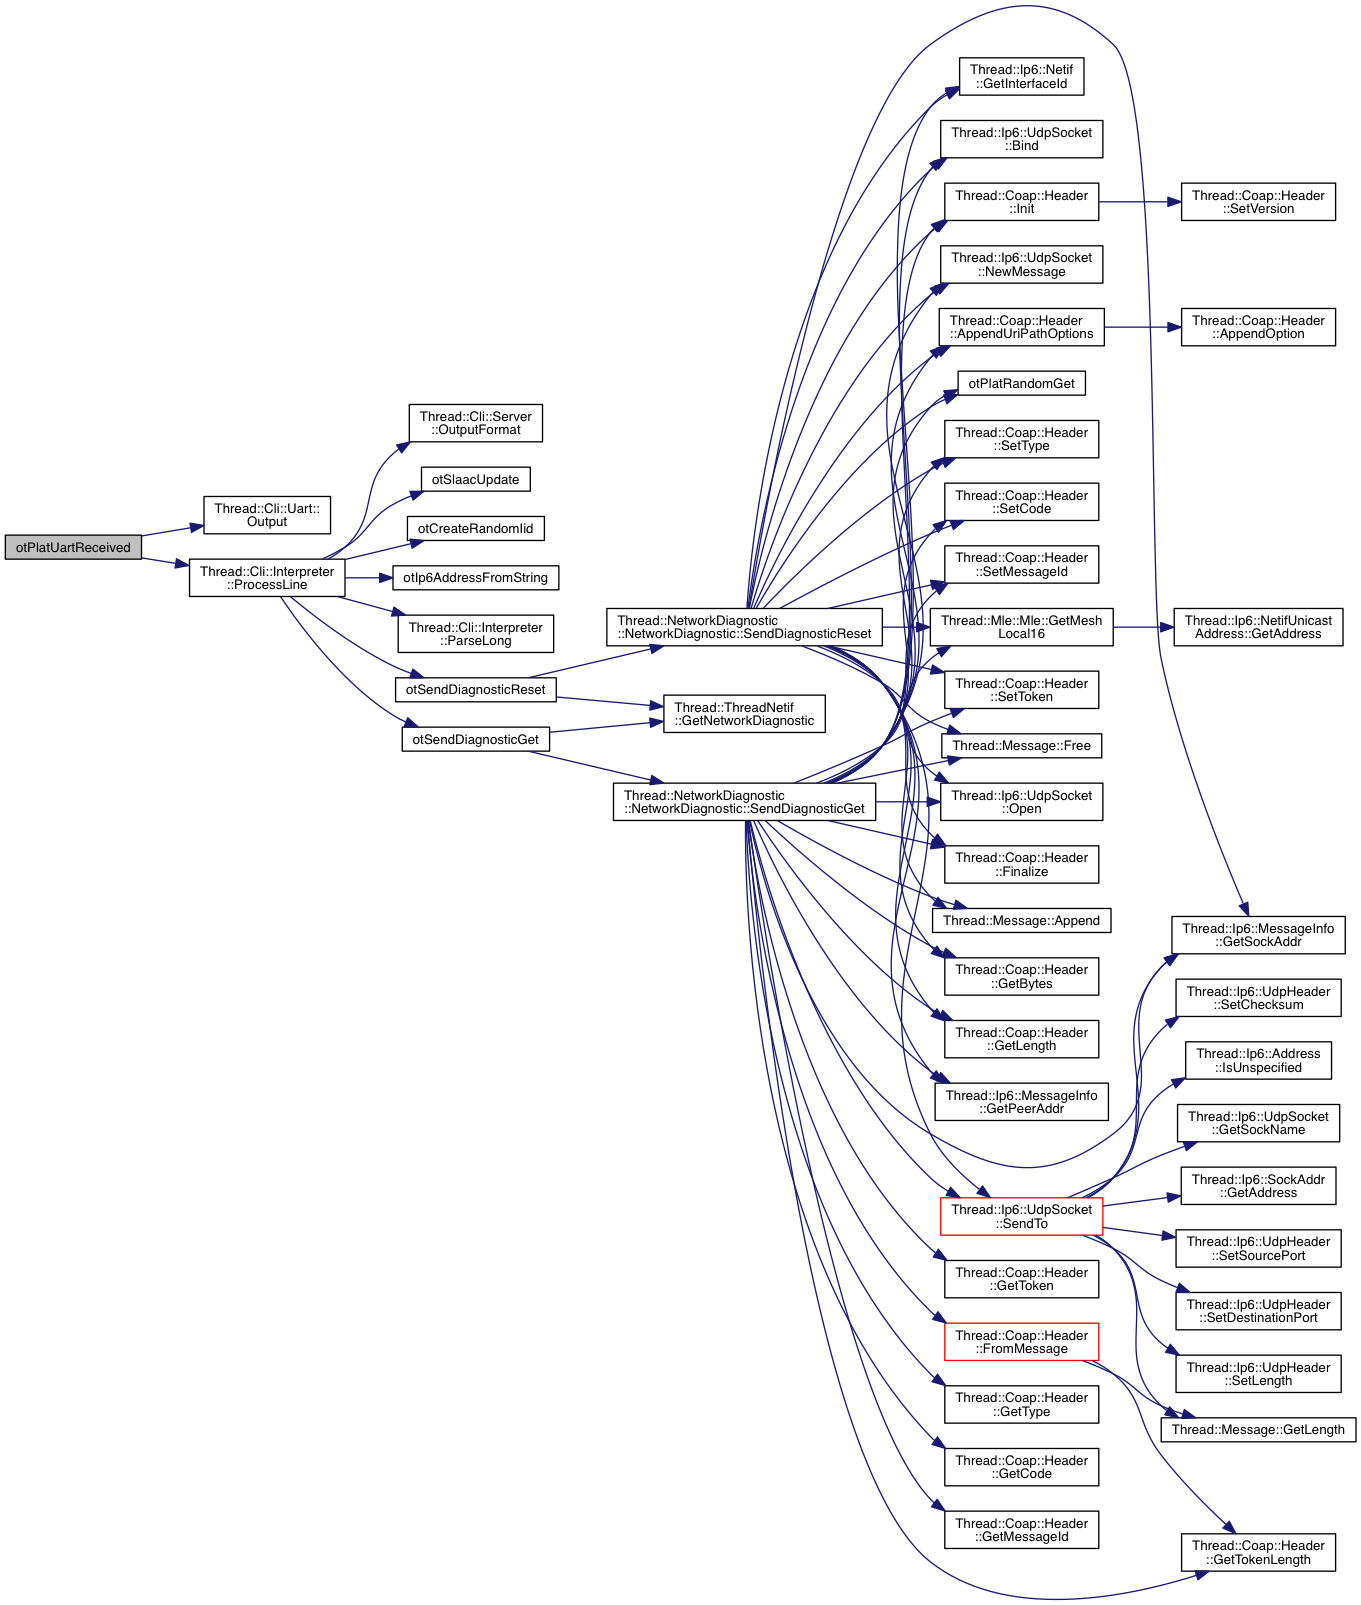 otPlatUartReceived
Thread::Cli::Uart::
Output
Thread::Cli::Interpreter
::ProcessLine
Thread::Cli::Server
::OutputFormat
otSlaacUpdate
otCreateRandomIid
otIp6AddressFromString
Thread::Cli::Interpreter
::ParseLong
otSendDiagnosticReset
otSendDiagnosticGet
Thread::NetworkDiagnostic
::NetworkDiagnostic::SendDiagnosticReset
Thread::ThreadNetif
::GetNetworkDiagnostic
Thread::NetworkDiagnostic
::NetworkDiagnostic::SendDiagnosticGet
Thread::Ip6::Netif
::GetInterfaceId
Thread::Ip6::UdpSocket
::Bind
Thread::Coap::Header
::Init
Thread::Ip6::UdpSocket
::NewMessage
Thread::Coap::Header
::AppendUriPathOptions
otPlatRandomGet
Thread::Coap::Header
::SetType
Thread::Coap::Header
::SetCode
Thread::Coap::Header
::SetMessageId
Thread::Mle::Mle::GetMesh
Local16
Thread::Coap::Header
::SetToken
Thread::Message::Free
Thread::Ip6::UdpSocket
::Open
Thread::Coap::Header
::Finalize
Thread::Message::Append
Thread::Coap::Header
::GetBytes
Thread::Coap::Header
::GetLength
Thread::Ip6::MessageInfo
::GetPeerAddr
Thread::Ip6::UdpSocket
::SendTo
Thread::Coap::Header
::GetToken
Thread::Coap::Header
::FromMessage
Thread::Coap::Header
::GetType
Thread::Coap::Header
::GetCode
Thread::Coap::Header
::GetMessageId
Thread::Coap::Header
::SetVersion
Thread::Coap::Header
::AppendOption
Thread::Ip6::NetifUnicast
Address::GetAddress
Thread::Ip6::MessageInfo
::GetSockAddr
Thread::Ip6::UdpHeader
::SetChecksum
Thread::Ip6::Address
::IsUnspecified
Thread::Ip6::UdpSocket
::GetSockName
Thread::Ip6::SockAddr
::GetAddress
Thread::Ip6::UdpHeader
::SetSourcePort
Thread::Ip6::UdpHeader
::SetDestinationPort
Thread::Ip6::UdpHeader
::SetLength
Thread::Message::GetLength
Thread::Coap::Header
::GetTokenLength